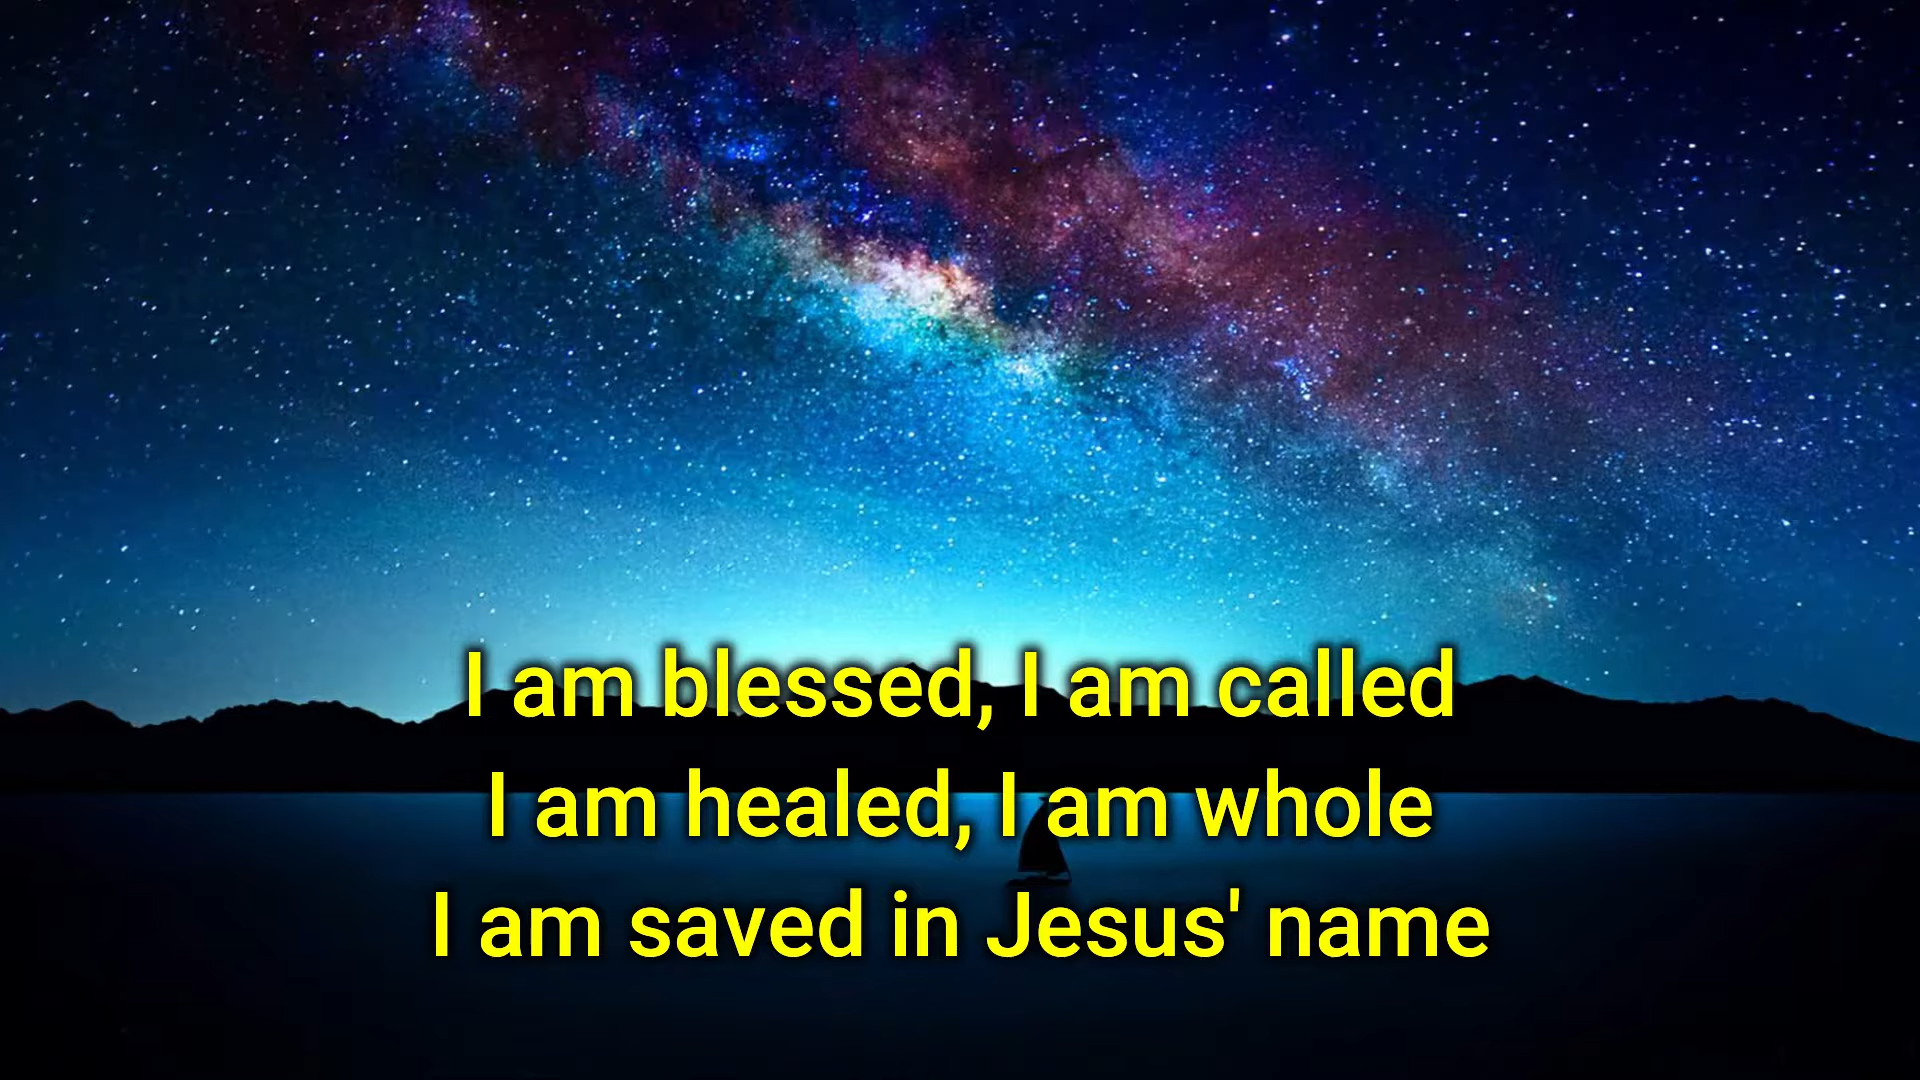 I am blessed, I am called
I am healed, I am whole
I am saved in Jesus' name